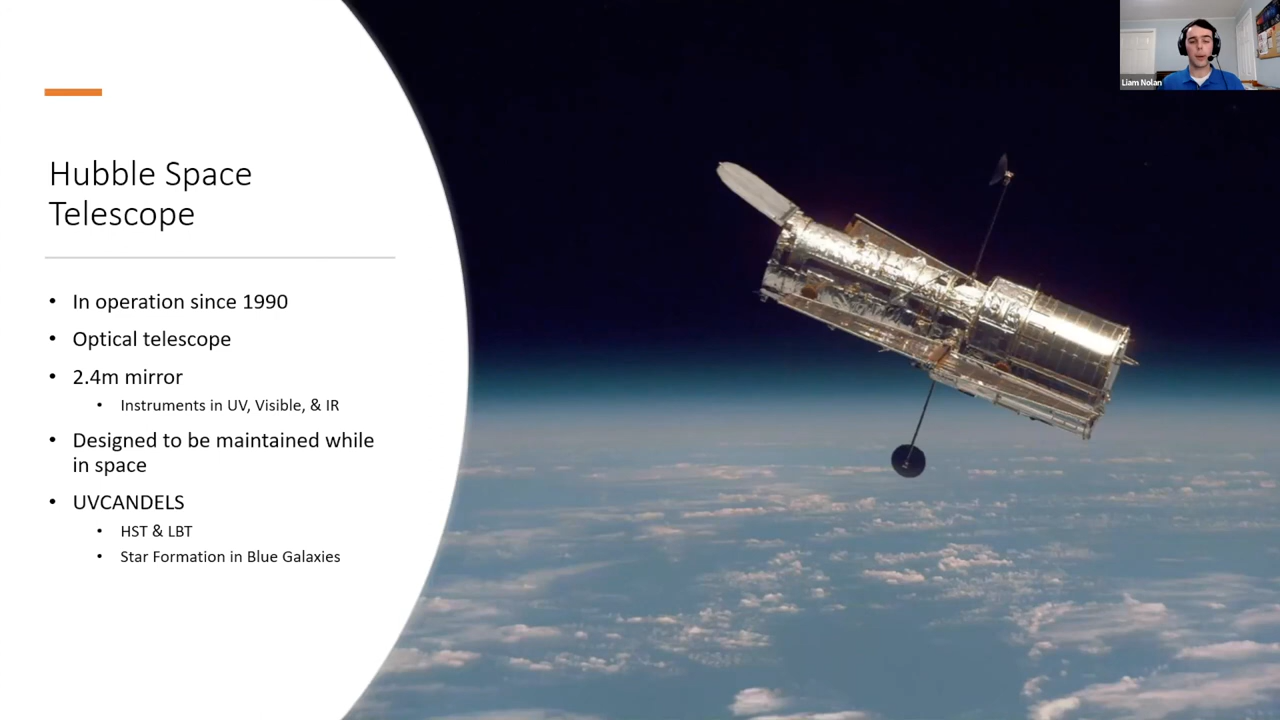 Liam Nolan
Hubble Space
Telescope
• In operation since 1990
• Optical telescope
• 2.4m mirror
• Instruments in UV, Visible, & IR
• Designed to be maintained while
in space
• UVCANDELS
• HST & LBT
• Star Formation in Blue Galaxies